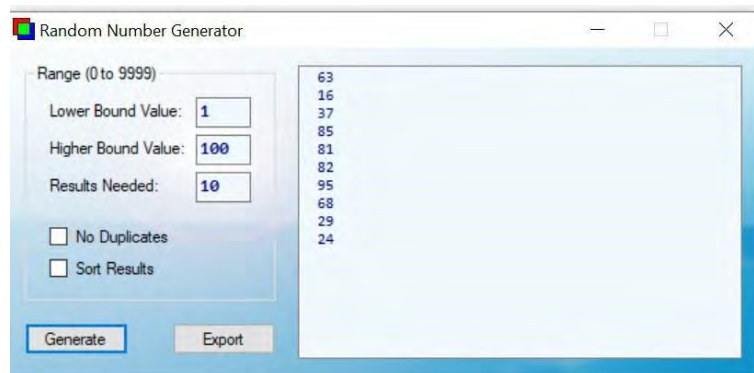 Random Number Generator
Range (0 to 9999)
Lower Bound Value: 1
Higher Bound Value: 100
Results Needed: 10
No Duplicates
Sort Results
Generate
Export
63
16
37
85
81
82
95
68
29
24